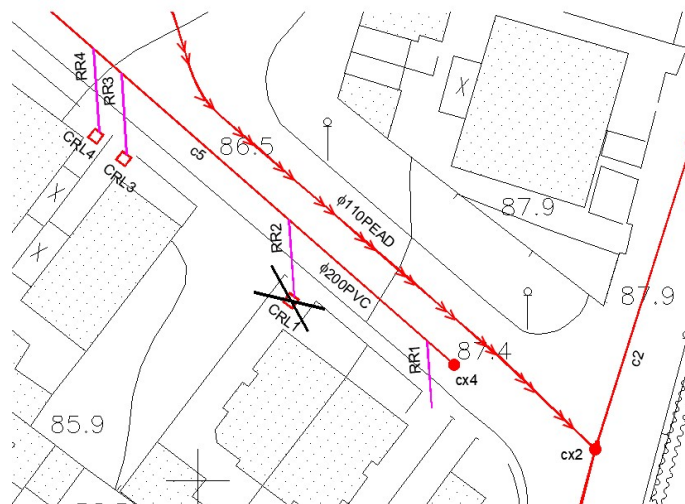 RR4
RR3
CRL4
CRL3
c5
86.5
X
ϕ110PEAD
87.9
RR2
X
X
ϕ200PVC
87.9
CRL1
c2
RR1
87.4
cx4
85.9
cx2